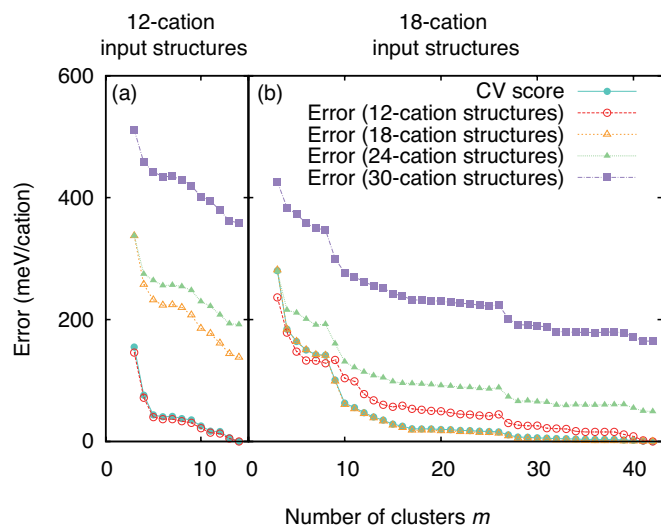 12-cation
input structures
18-cation
input structures
600
400
200
0
Error (meV/cation)
(a)
(b)
CV score
Error (12-cation structures)
Error (18-cation structures)
Error (24-cation structures)
Error (30-cation structures)
0
10
0
10
20
30
40
Number of clusters m